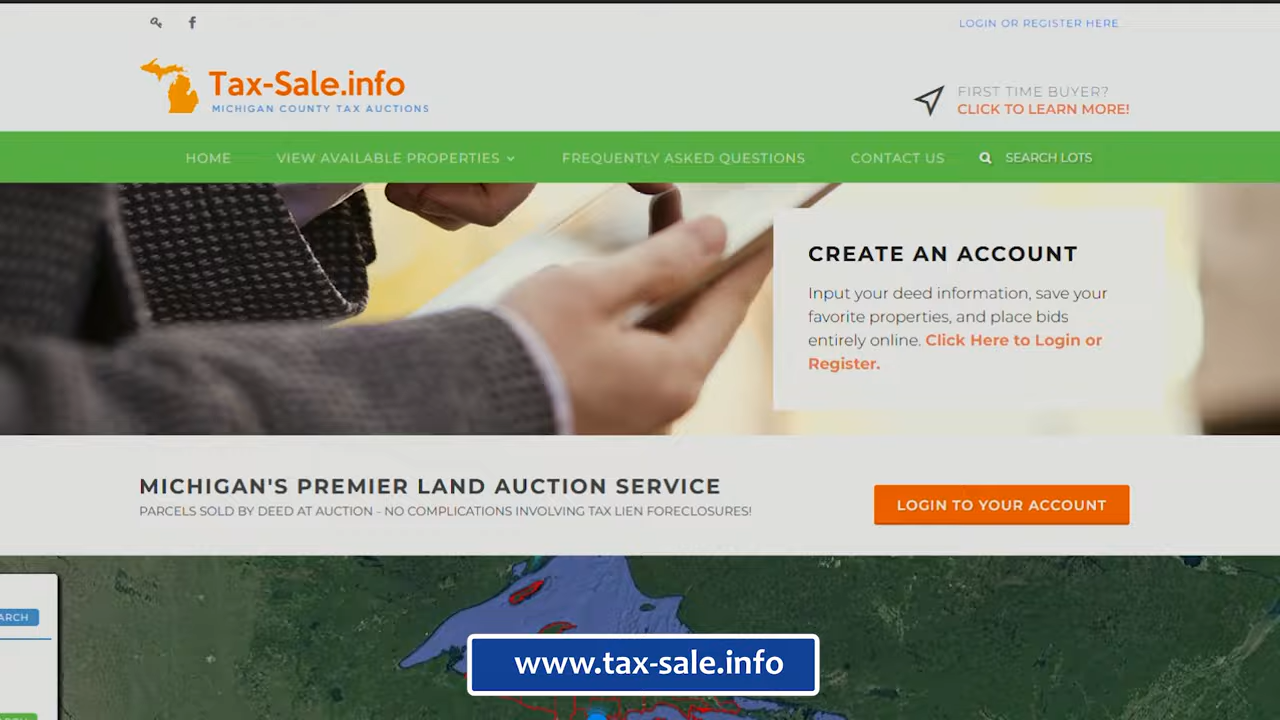 LOGIN OR REGISTER HERE
Tax-Sale.info
MICHIGAN COUNTY TAX AUCTIONS
FIRST TIME BUYER?
CLICK TO LEARN MORE!
HOME VIEW AVAILABLE PROPERTIES FREQUENTLY ASKED QUESTIONS CONTACT US SEARCH LOTS
CREATE AN ACCOUNT
Input your deed information, save your
favorite properties, and place bids
entirely online. Click Here to Login or
Register.
MICHIGAN'S PREMIER LAND AUCTION SERVICE
PARCELS SOLD BY DEED AT AUCTION - NO COMPLICATIONS INVOLVING TAX LIEN FORECLOSURES!
LOGIN TO YOUR ACCOUNT
ARCH
www.tax-sale.info